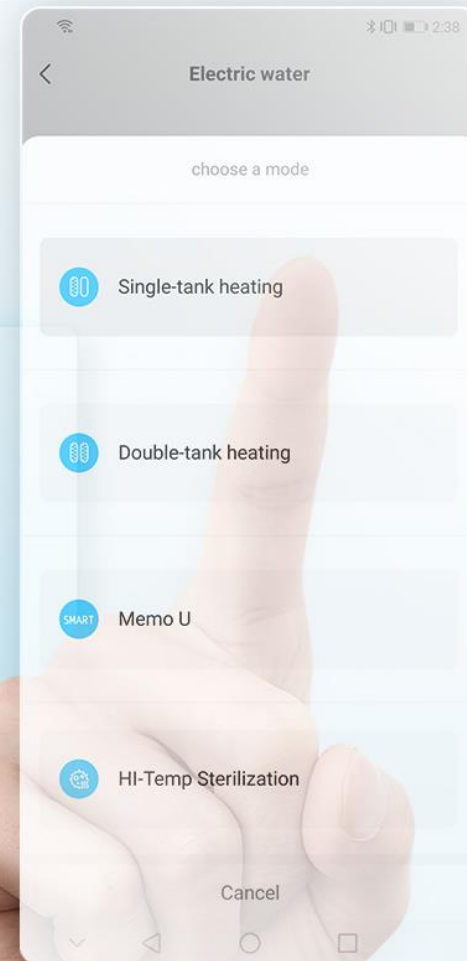 2:38
Electric water
choose a mode
Single-tank heating
Double-tank heating
SMART
Memo U
HI-Temp Sterilization
Cancel